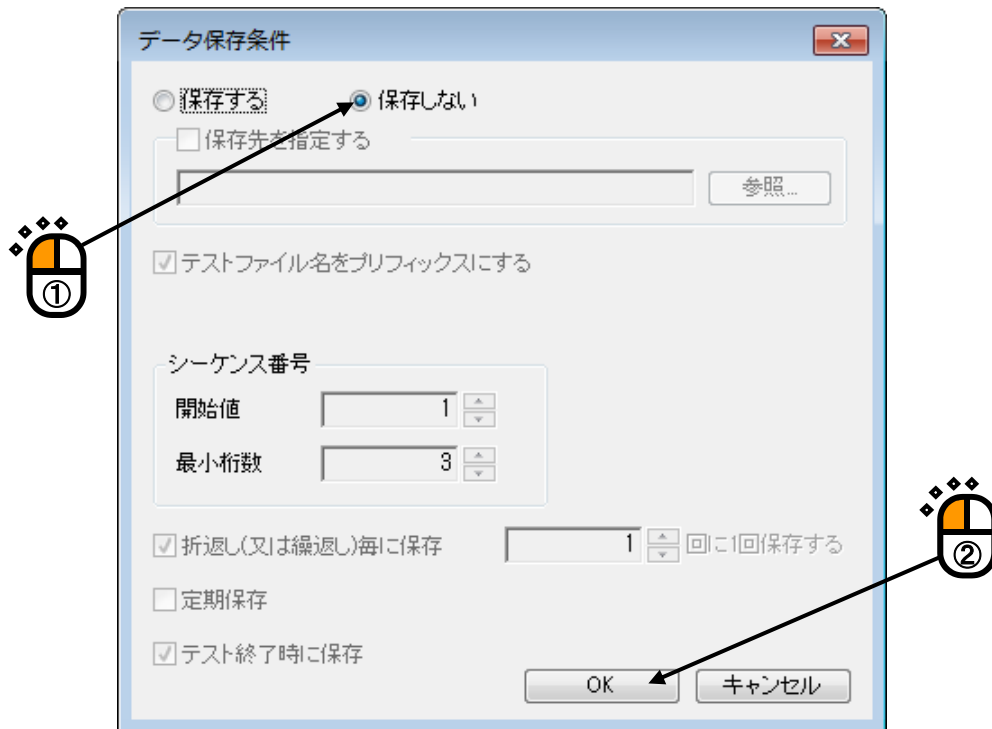 データ保存条件
保存する 保存しない
保存先を指定する
参照...
①
テストファイル名をプリフィックスにする
シーケンス番号
開始値 1
最小桁数 3
折返し(又は繰返し)毎に保存 1 回に1回保存する
②
定期保存
テスト終了時に保存
OK キャンセル